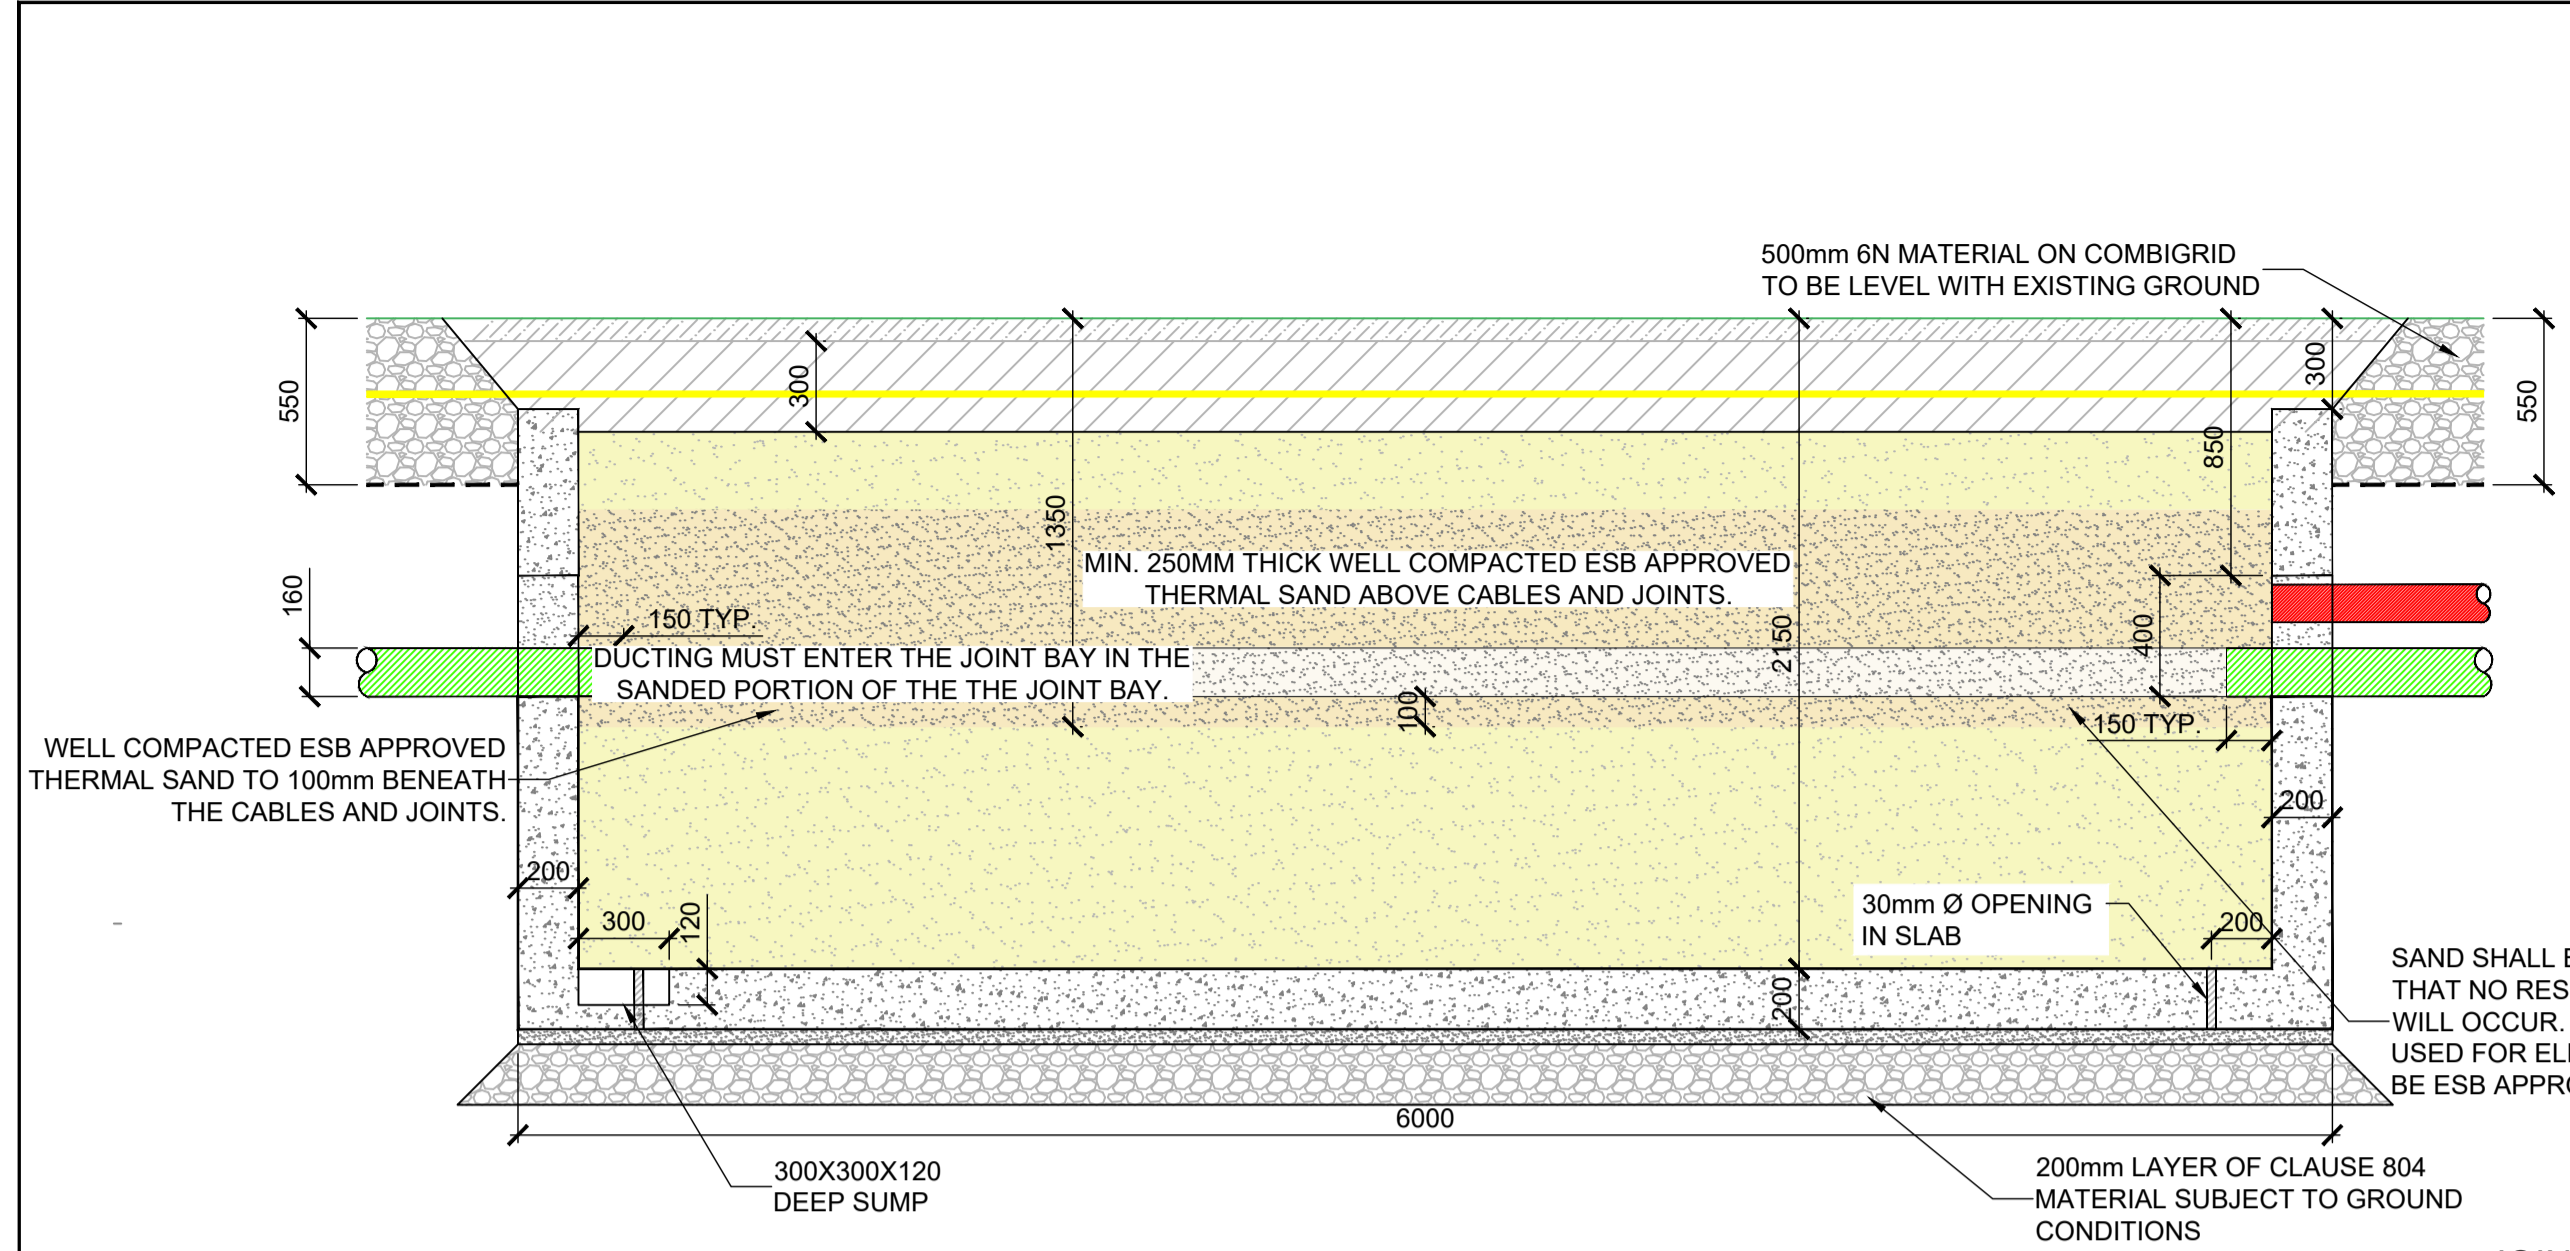 500mm 6N MATERIAL ON COMBIGRID
TO BE LEVEL WITH EXISTING GROUND
550
300
1350
2150
850
300
550
MIN. 250MM THICK WELL COMPACTED ESB APPROVED
THERMAL SAND ABOVE CABLES AND JOINTS.
160
150 TYP.
400
DUCTING MUST ENTER THE JOINT BAY IN THE
SANDED PORTION OF THE THE JOINT BAY.
100
150 TYP.
WELL COMPACTED ESB APPROVED
THERMAL SAND TO 100mm BENEATH
THE CABLES AND JOINTS.
200
200
300
120
30mm Ø OPENING
IN SLAB
200
200
SAND SHALL
THAT NO RES
WILL OCCUR.
USED FOR
BE ESB
6000
300X300X120
DEEP SUMP
200mm LAYER OF CLAUSE 804
MATERIAL SUBJECT TO GROUND
CONDITIONS